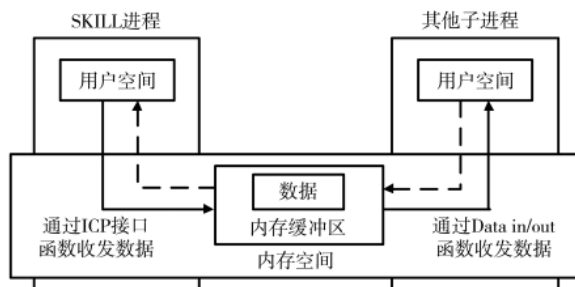 SKILL进程
其他子进程
用户空间
用户空间
数据
内存缓冲区
通过ICP接口
函数收发数据
通过Data in/out
函数收发数据
内存空间